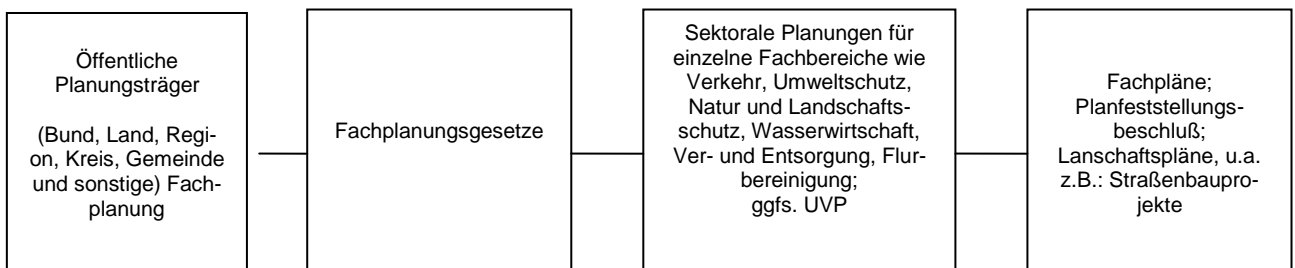 Öffentliche
Planungsträger
(Bund, Land, Regi-
on, Kreis, Gemeinde
und sonstige) Fach-
planung
Fachplanungsgesetze
Sektorale Planungen für
einzelne Fachbereiche wie
Verkehr, Umweltschutz,
Natur und Landschafts-
schutz, Wasserwirtschaft,
Ver- und Entsorgung, Flur-
bereinigung;
ggfs. UVP
Fachpläne;
Planfeststellungs-
beschluß;
Lanschaftspläne, u.a.
z.B.: Straßenbaupro-
jekte